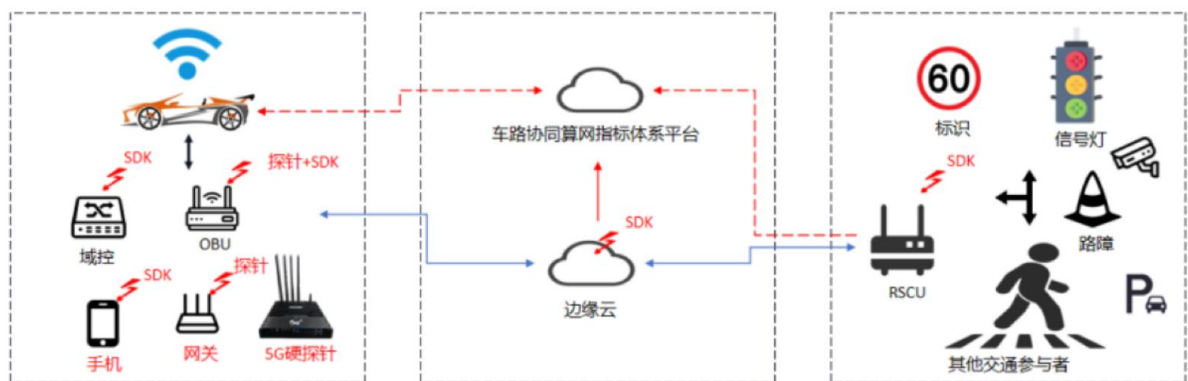 SDK
探针+SDK
域控
OBU
SDK
探针
手机
网关
5G硬探针
车路协同算网指标体系平台
SDK
边缘云
60
标识
信号灯
SDK
RSCU
路障
P
其他交通参与者